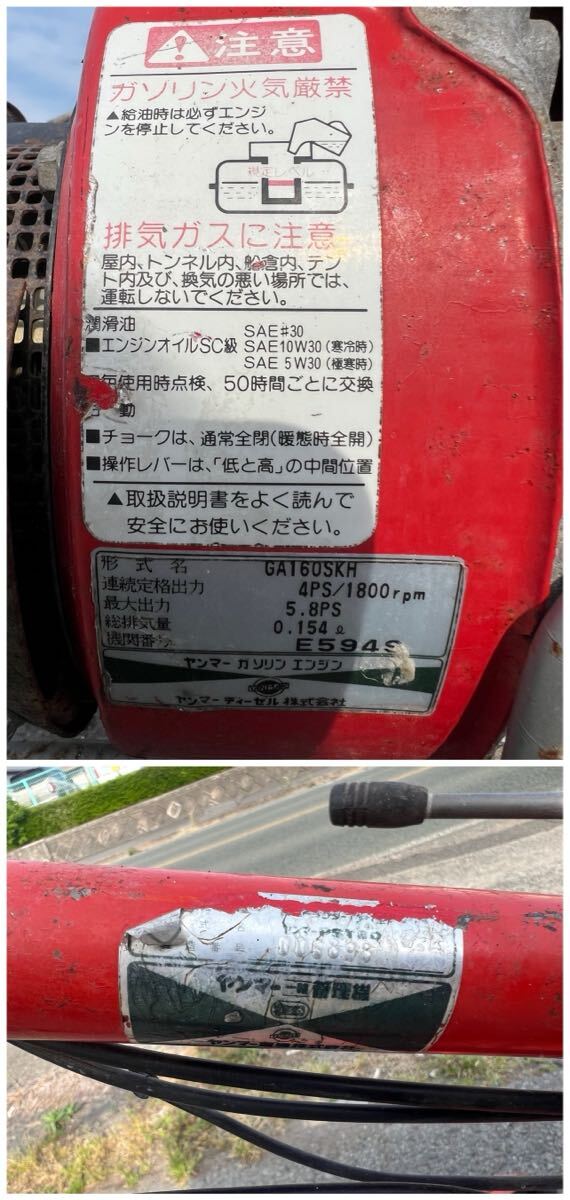 注意
ガソリン火気厳禁
▲給油時は必ずエンジ
ンを停止してください。
排気ガスに注意
屋内、トンネル内、船倉内、テン
ト内及び、換気の悪い場所では、
運転しないでください。
潤滑油
■エンジンオイルSC級 SAE#30
SAE10W30(寒冷時)
SAE 5W30(極寒時)
使用時点検、50時間ごとに交換
動
■チョークは、通常全閉(暖態時全開)
■操作レバーは、「低と高」の中間位置
▲取扱説明書をよく読んで
安全にお使いください。
形式名 GA160SKH
連続定格出力 4PS/1800rpm
最大出力 5.8PS
総排気量 0.154ℓ
機関番号 E594
ヤンマー ガソリン エンジン
ヤンマーディーゼル株式会社